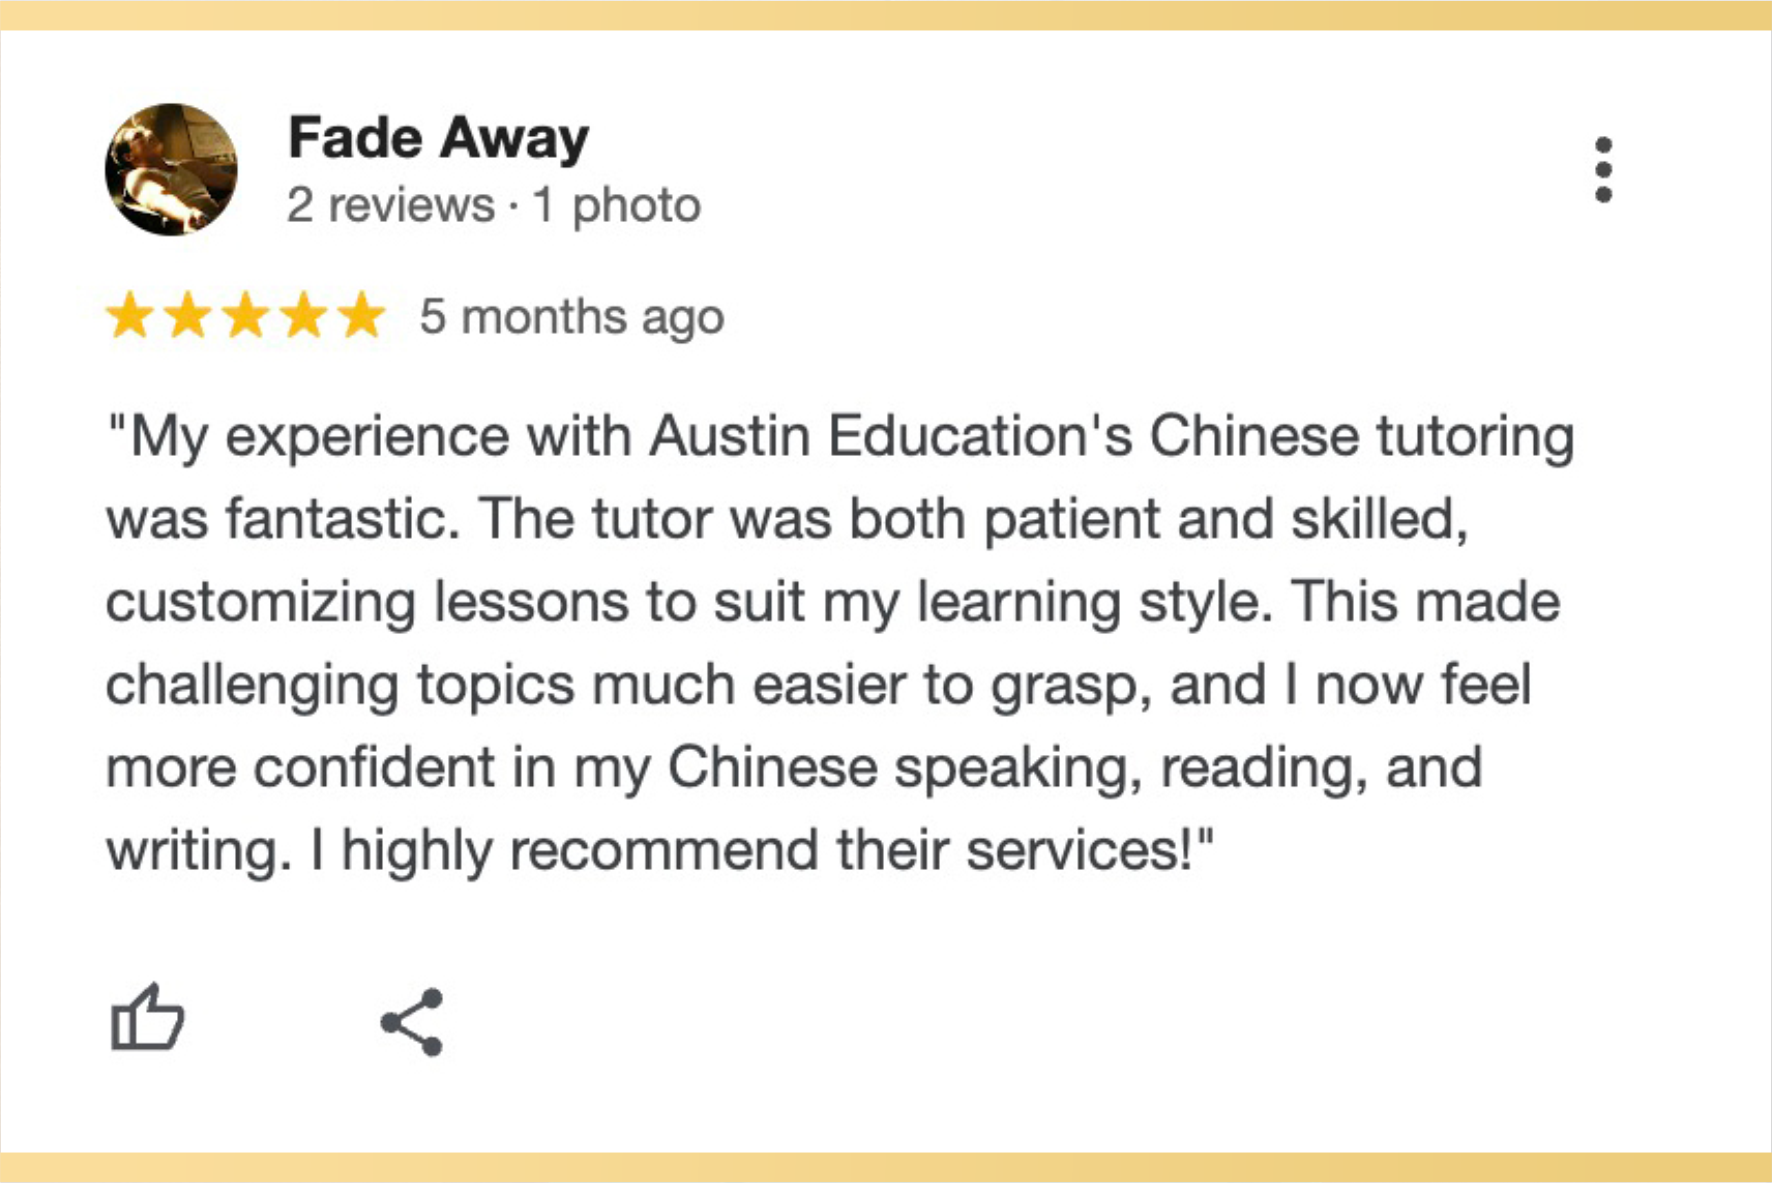 Fade Away
2 reviews · 1 photo
5 months ago
"My experience with Austin Education's Chinese tutoring
was fantastic. The tutor was both patient and skilled,
customizing lessons to suit my learning style. This made
challenging topics much easier to grasp, and I now feel
more confident in my Chinese speaking, reading, and
writing. I highly recommend their services!"